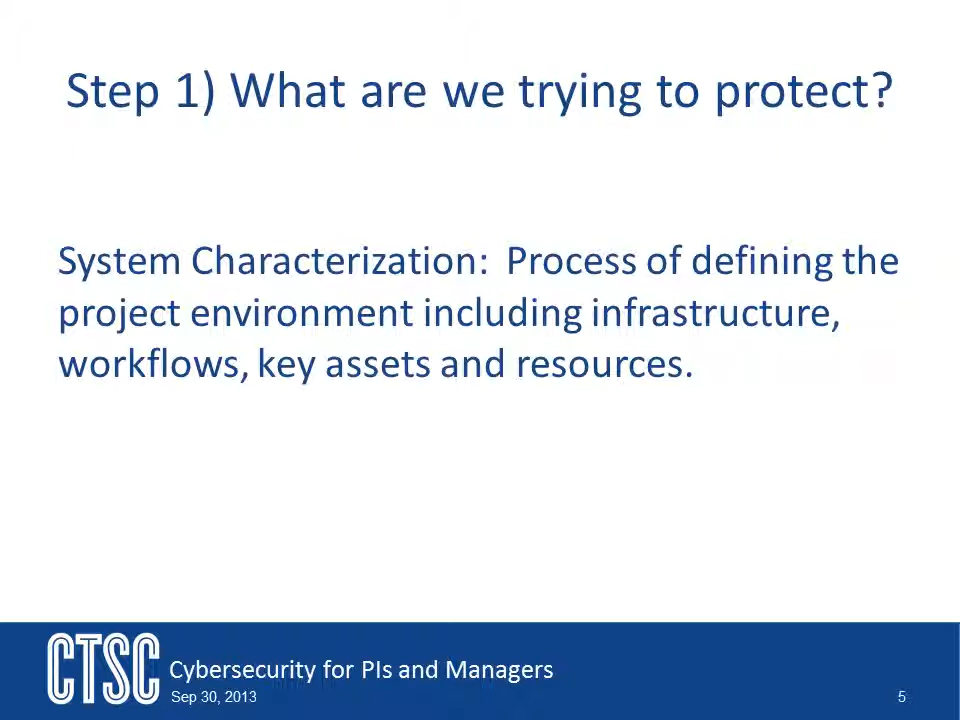 Step 1) What are we trying to protect?
System Characterization:  Process of defining the
project environment including infrastructure,
workflows, key assets and resources.
CTSC
Cybersecurity for PIs and Managers
Sep 30, 2013
5